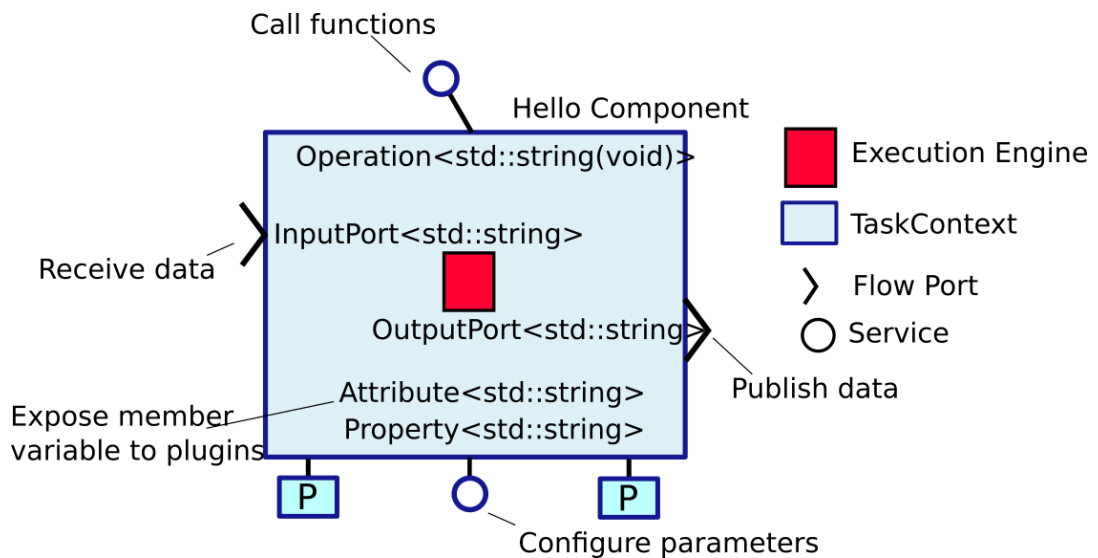 Call functions
Hello Component
Operation<std::string(void)>
Execution Engine
TaskContext
InputPort<std::string>
Receive data
Flow Port
OutputPort<std::string>
Service
Publish data
Attribute<std::string>
Expose member
variable to plugins
Property<std::string>
P
P
Configure parameters